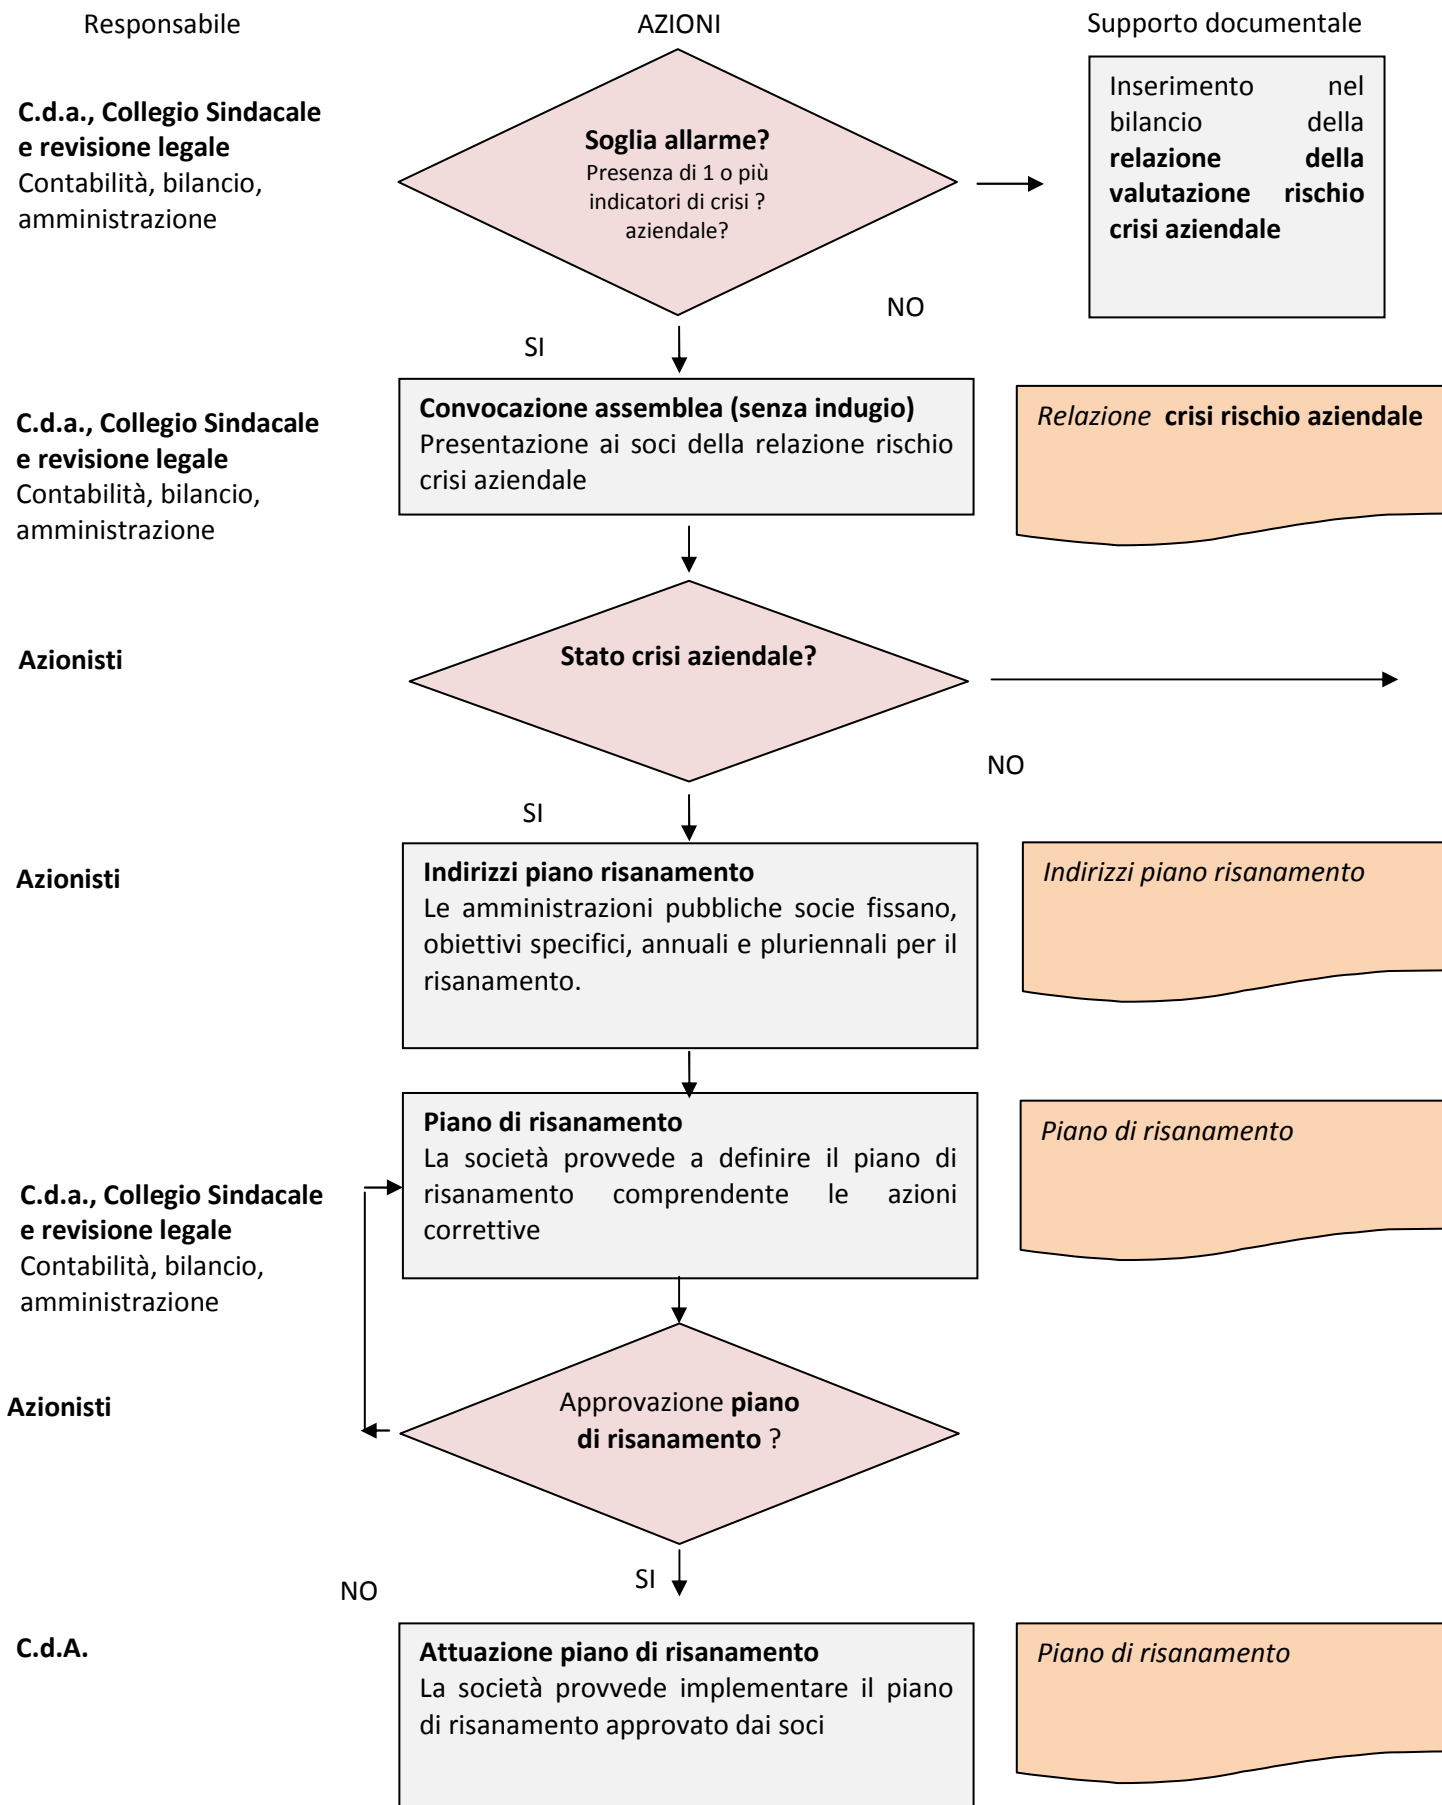 Responsabile
AZIONI
Supporto documentale
C.d.a., Collegio Sindacale
e revisione legale
Contabilità, bilancio,
amministrazione
Soglia allarme?
Presenza di 1 o più
indicatori di crisi ?
aziendale?
Inserimento nel
bilancio della
relazione della
valutazione rischio
crisi aziendale
NO
SI
C.d.a., Collegio Sindacale
e revisione legale
Contabilità, bilancio,
amministrazione
Convocazione assemblea (senza indugio)
Presentazione ai soci della relazione rischio
crisi aziendale
Relazione crisi rischio aziendale
Azionisti
Stato crisi aziendale?
NO
SI
Azionisti
Indirizzi piano risanamento
Le amministrazioni pubbliche socie fissano,
obiettivi specifici, annuali e pluriennali per il
risanamento.
Indirizzi piano risanamento
C.d.a., Collegio Sindacale
e revisione legale
Contabilità, bilancio,
amministrazione
Piano di risanamento
La società provvede a definire il piano di
risanamento comprendente le azioni
correttive
Piano di risanamento
Azionisti
Approvazione piano
di risanamento ?
NO
SI
C.d.A.
Attuazione piano di risanamento
La società provvede implementare il piano
di risanamento approvato dai soci
Piano di risanamento